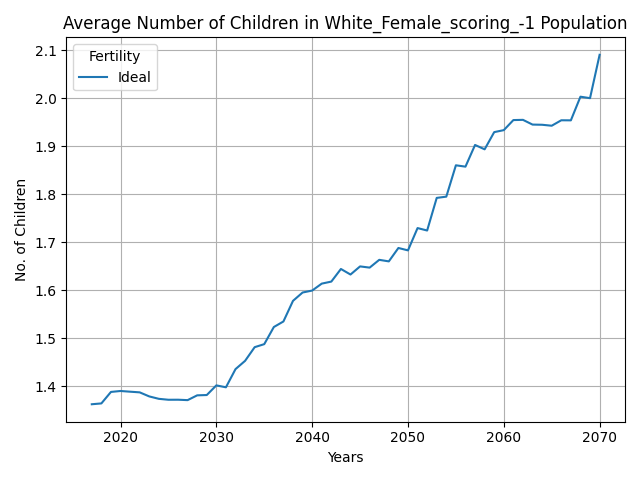 Average Number of Children in White_Female_scoring_-1 Population
Fertility
Ideal
No. of Children
2.1
2.0
1.9
1.8
1.7
1.6
1.5
1.4
2020 2030 2040 2050 2060 2070
Years